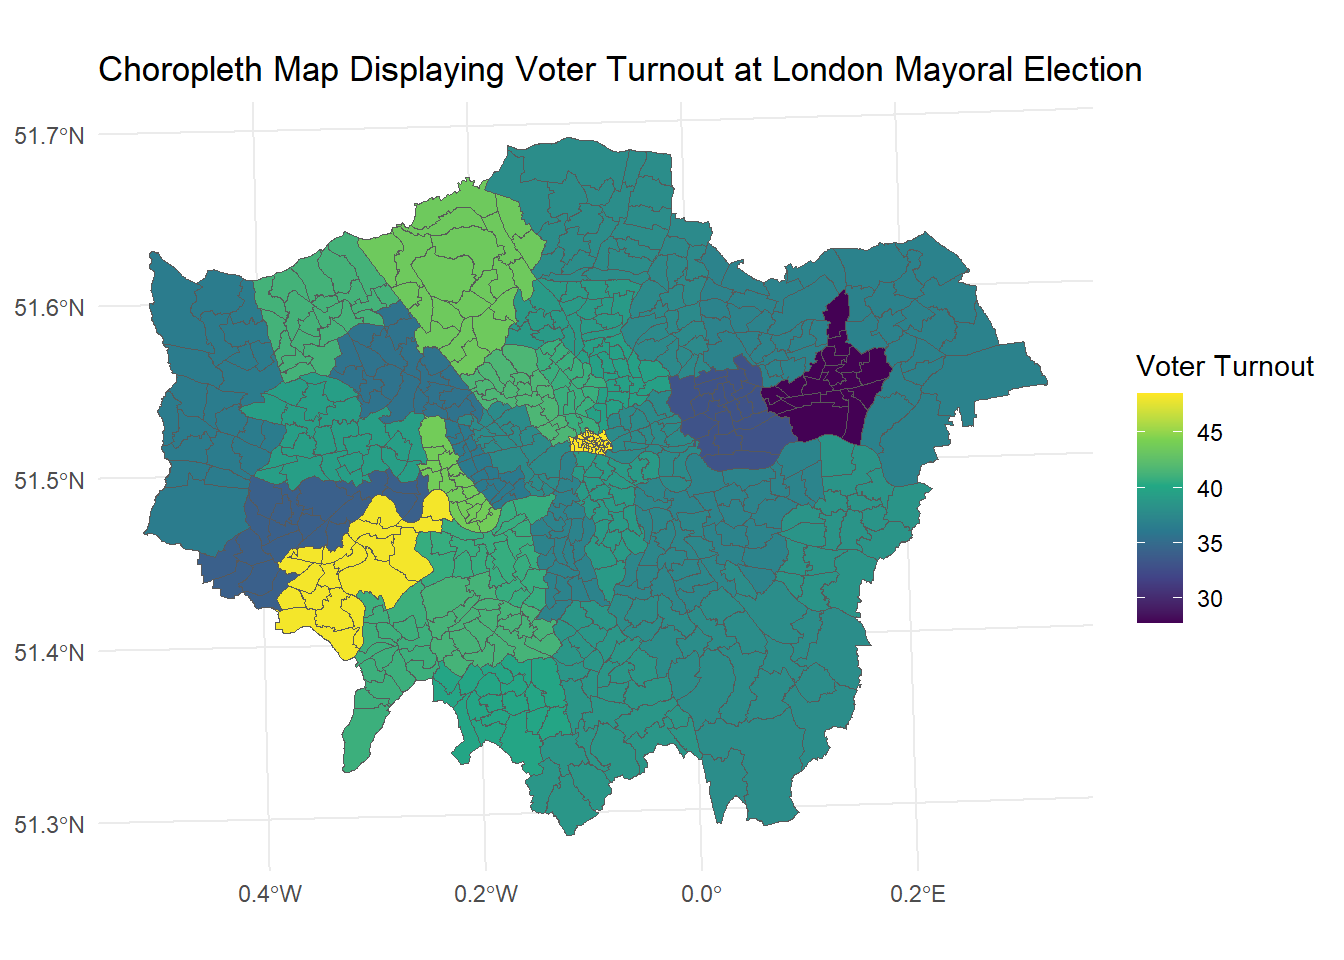 Choropleth Map Displaying Voter Turnout at London Mayoral Election
51.7°N
51.6°N
51.5°N
51.4°N
51.3°N
0.4°W
0.2°W
0.0°
0.2°E
Voter Turnout
45
40
35
30